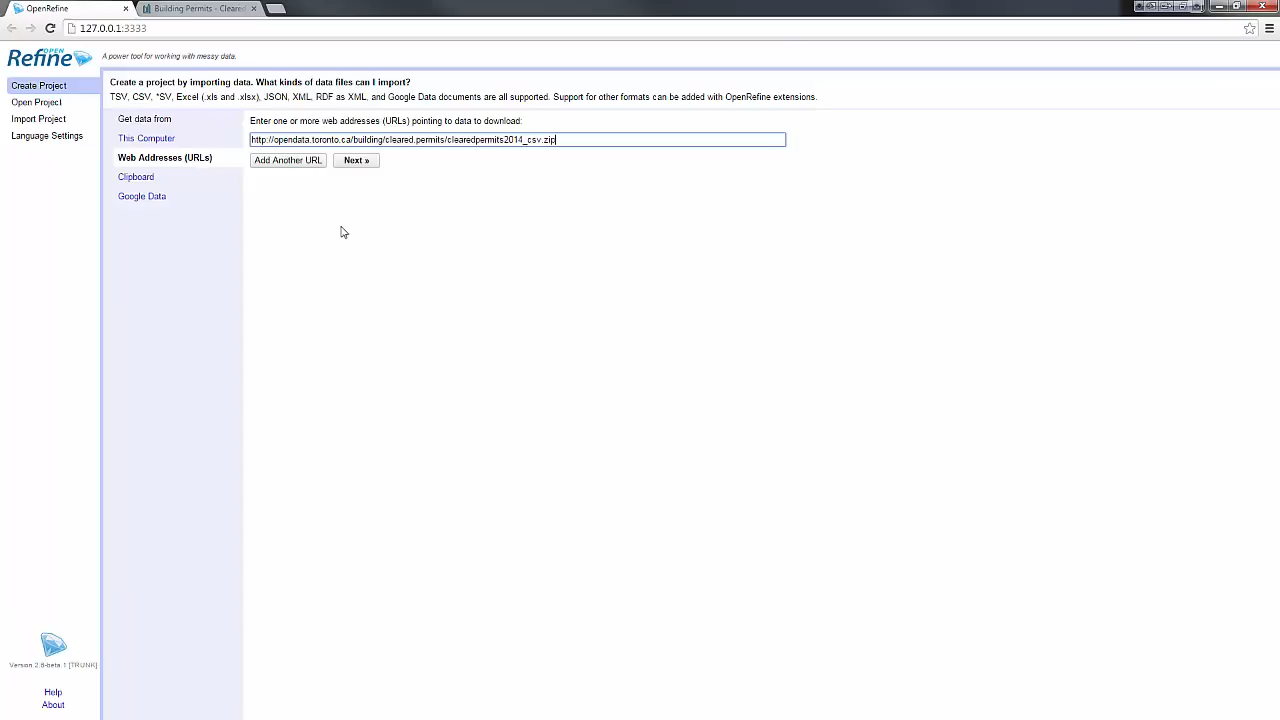 OpenRefine
Building Permits - Cleared
127.0.0.1:3333
OPEN
Refine
A power tool for working with messy data.
Create Project
Open Project
Import Project
Language Settings
Create a project by importing data. What kinds of data files can I import?
TSV, CSV, *SV, Excel (.xls and .xlsx), JSON, XML, RDF as XML, and Google Data documents are all supported. Support for other formats can be added with OpenRefine extensions.
Get data from
This Computer
Web Addresses (URLs)
Clipboard
Google Data
Enter one or more web addresses (URLs) pointing to data to download:
http://opendata.toronto.ca/building/cleared.permits/clearedpermits2014_csv.zip
Add Another URL
Next »
Version 2.6-beta.1 [TRUNK]
Help
About